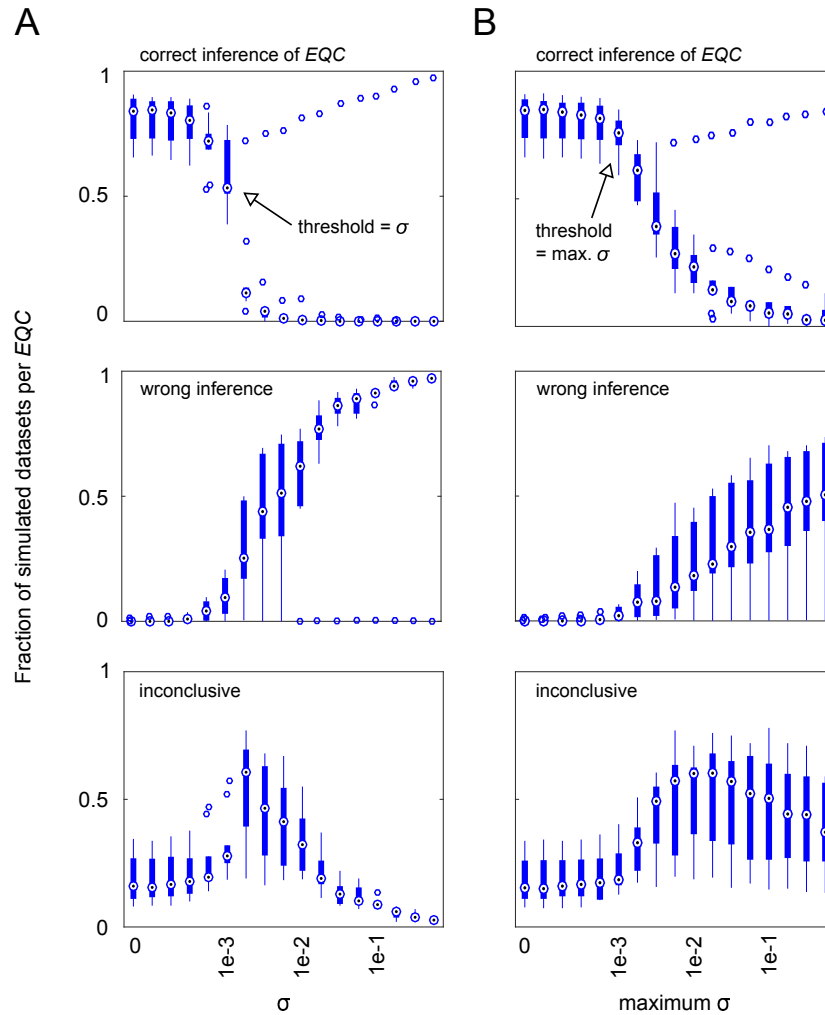 A
B
correct inference of EQC
correct inference of EQC
1
0.5
0
threshold = σ
threshold
= max. σ
Fraction of simulated datasets per EQC
wrong inference
wrong inference
1
0.5
0
inconclusive
inconclusive
1
0.5
0
0
1e-3
1e-2
1e-1
0
1e-3
1e-2
1e-1
σ
maximum σ